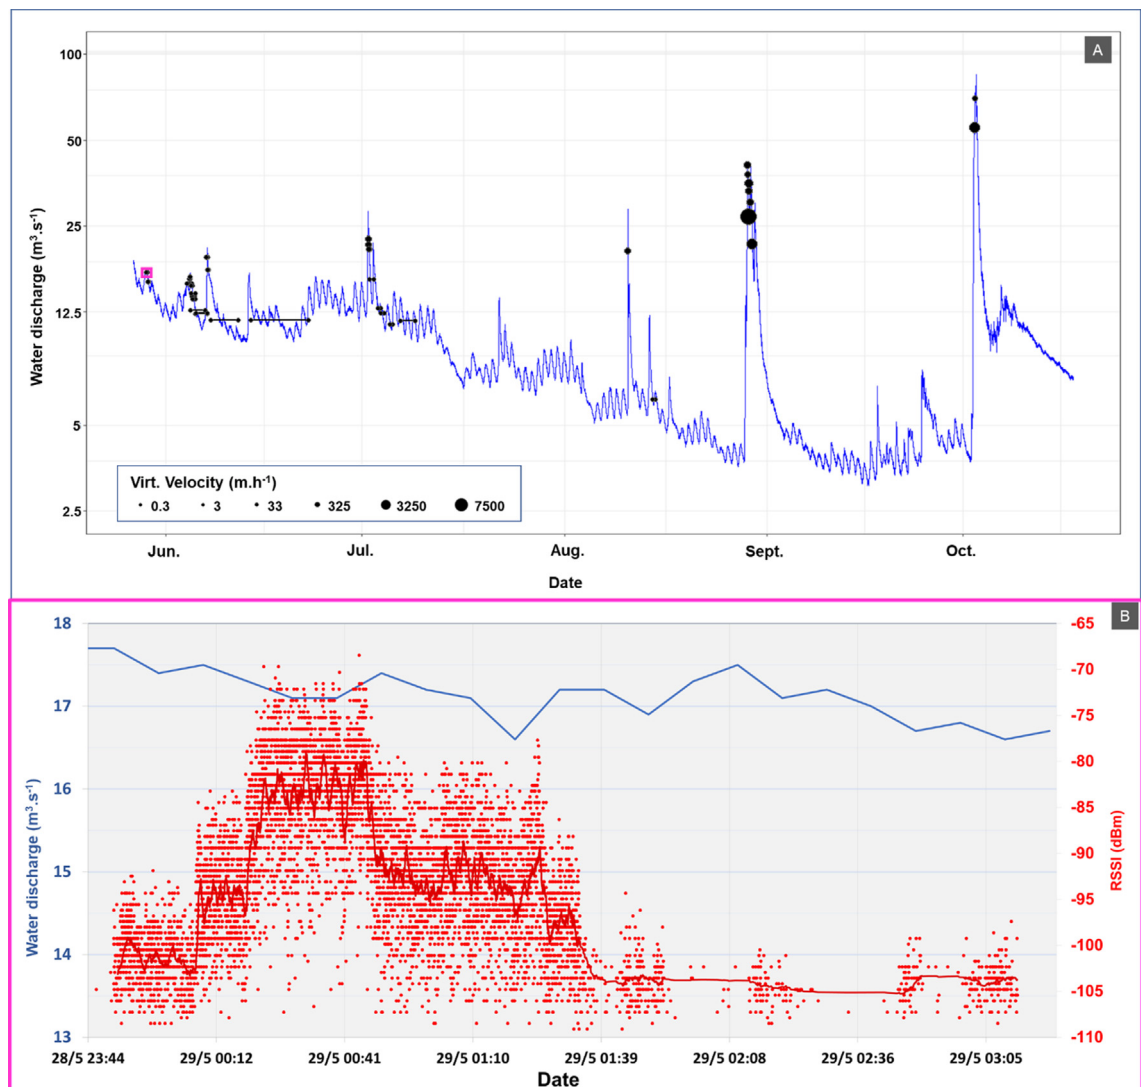 A
100
50
25
12.5
5
2.5
Water discharge (m³.s⁻¹)
Virt. Velocity (m.h⁻¹)
0.3 3 33 325 3250 7500
Jun. Jul. Aug. Sept. Oct.
Date
B
18
17
16
15
14
13
Water discharge (m³.s⁻¹)
-65
-70
-75
-80
-85
-90
-95
-100
-105
-110
RSSI (dBm)
28/5 23:44 29/5 00:12 29/5 00:41 29/5 01:10 29/5 01:39 29/5 02:08 29/5 02:36 29/5 03:05
Date